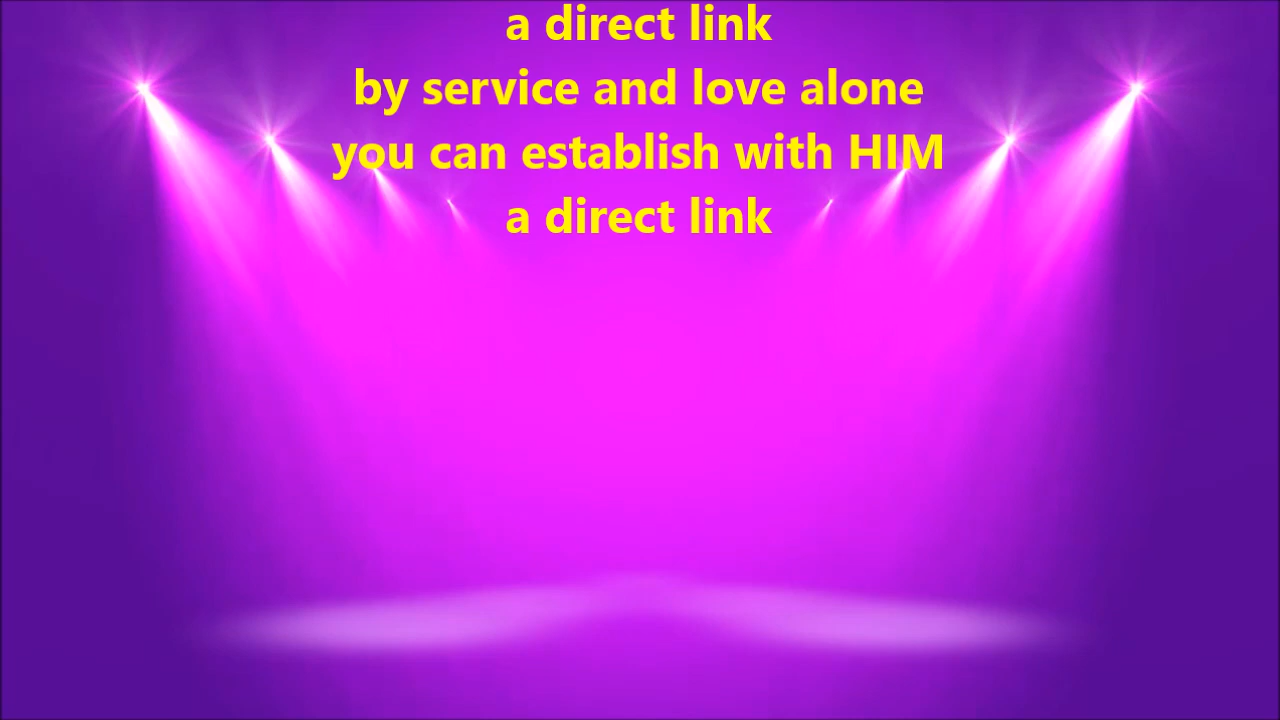 a direct link
by service and love alone
you can establish with HIM
a direct link